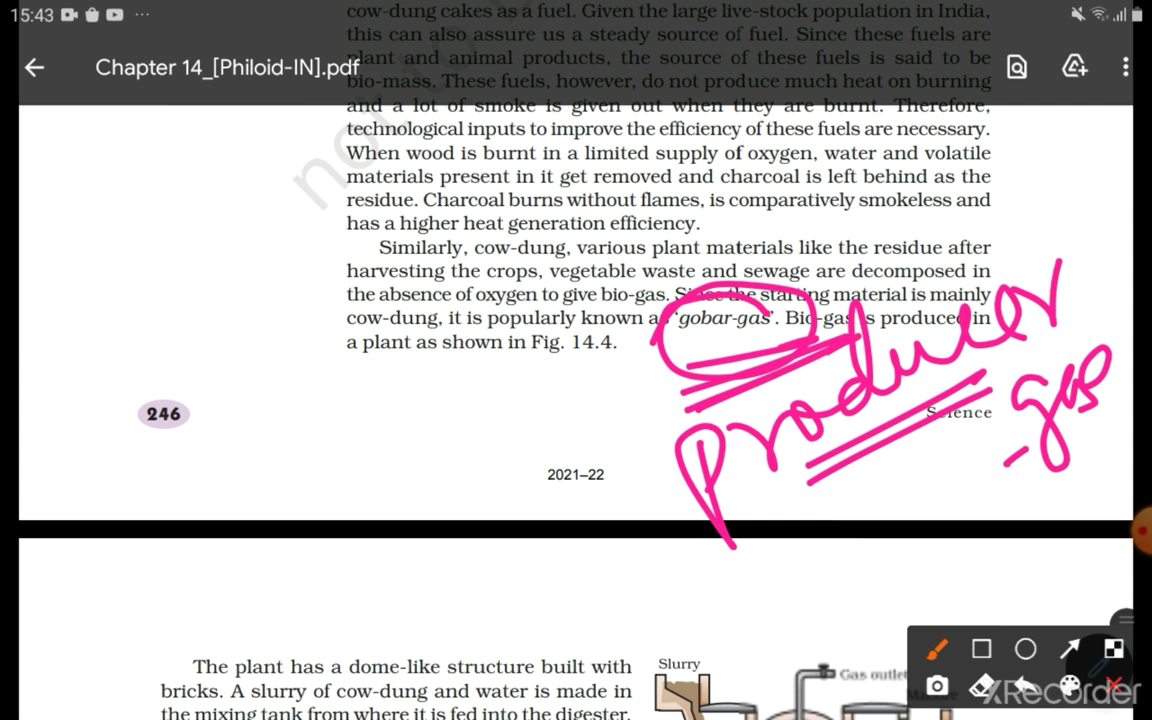 15:43
cow-dung cakes as a fuel. Given the large live-stock population in India,
this can also assure us a steady source of fuel. Since these fuels are
Chapter 14_[Philoid-IN].pdf
plant and animal products, the source of these fuels is said to be
bio-mass. These fuels, however, do not produce much heat on burning
and a lot of smoke is given out when they are burnt. Therefore,
technological inputs to improve the efficiency of these fuels are necessary.
When wood is burnt in a limited supply of oxygen, water and volatile
materials present in it get removed and charcoal is left behind as the
residue. Charcoal burns without flames, is comparatively smokeless and
has a higher heat generation efficiency.
Similarly, cow-dung, various plant materials like the residue after
harvesting the crops, vegetable waste and sewage are decomposed in
the absence of oxygen to give bio-gas. Since the starting material is mainly
cow-dung, it is popularly known as 'gobar-gas'. Bio-gas is produced in
a plant as shown in Fig. 14.4.
producer
-gas
246
Science
2021–22
The plant has a dome-like structure built with
bricks. A slurry of cow-dung and water is made in
the mixing tank from where it is fed into the digester.
Slurry
Gas outlet
XRecorder
not